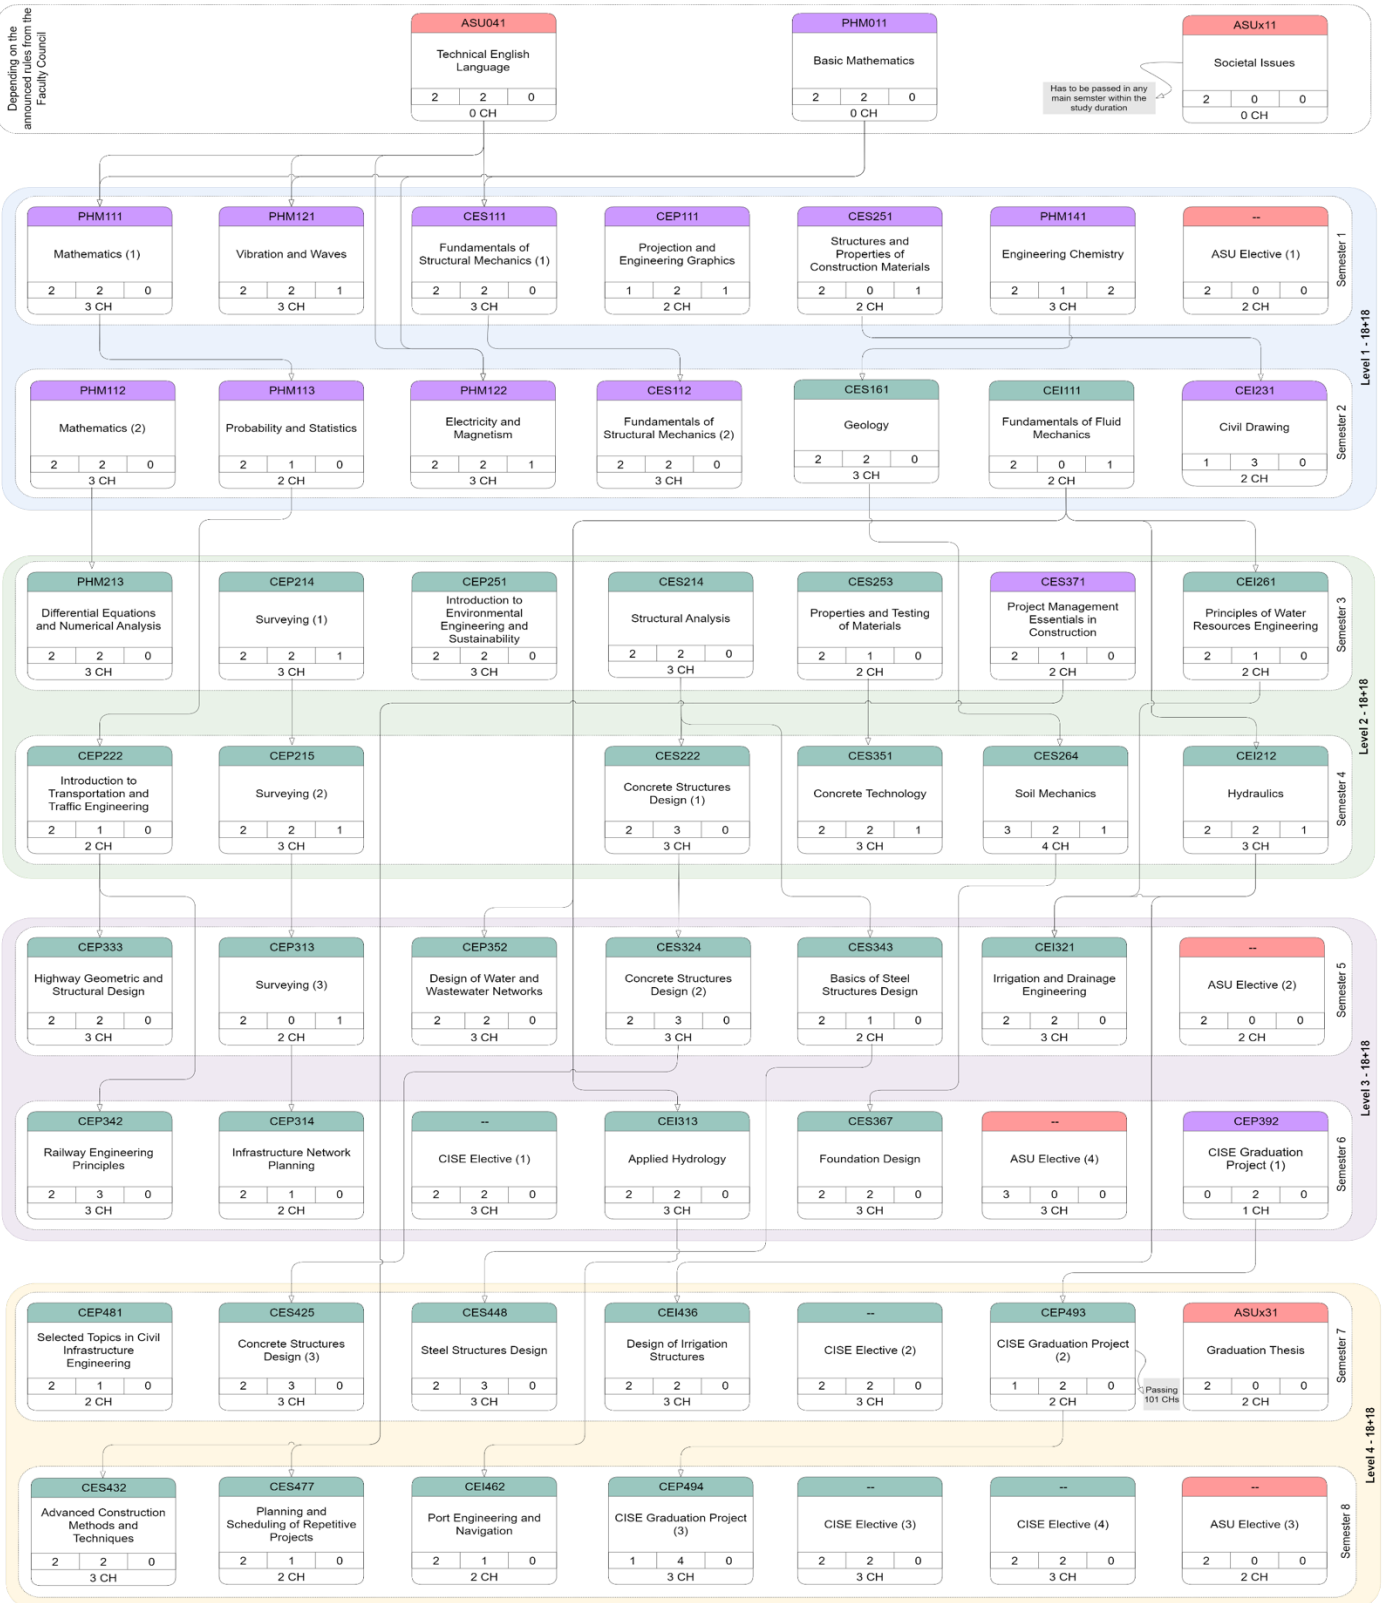 Depending on the
announced rules from the
Faculty Council
ASU041
Technical English
Language
2 2 0
0 CH
PHM011
Basic Mathematics
2 2 0
0 CH
ASUx11
Societal Issues
2 0 0
0 CH
Has to be passed in any
main semster within the
study duration
Level 1 - 18+18
Semester 1
PHM111
Mathematics (1)
2 2 0
3 CH
PHM121
Vibration and Waves
2 2 1
3 CH
CES111
Fundamentals of
Structural Mechanics (1)
2 2 0
3 CH
CEP111
Projection and
Engineering Graphics
1 2 1
2 CH
CES251
Structures and
Properties of
Construction Materials
2 0 1
2 CH
PHM141
Engineering Chemistry
2 1 2
3 CH
--
ASU Elective (1)
2 0 0
2 CH
Semester 2
PHM112
Mathematics (2)
2 2 0
3 CH
PHM113
Probability and Statistics
2 1 0
2 CH
PHM122
Electricity and
Magnetism
2 2 1
3 CH
CES112
Fundamentals of
Structural Mechanics (2)
2 2 0
3 CH
CES161
Geology
2 2 0
3 CH
CEI111
Fundamentals of Fluid
Mechanics
2 0 1
2 CH
CEI231
Civil Drawing
1 3 0
2 CH
Level 2 - 18+18
Semester 3
PHM213
Differential Equations
and Numerical Analysis
2 2 0
3 CH
CEP214
Surveying (1)
2 2 1
3 CH
CEP251
Introduction to
Environmental
Engineering and
Sustainability
2 2 0
3 CH
CES214
Structural Analysis
2 2 0
3 CH
CES253
Properties and Testing
of Materials
2 1 0
2 CH
CES371
Project Management
Essentials in
Construction
2 1 0
2 CH
CEI261
Principles of Water
Resources Engineering
2 1 0
2 CH
Semester 4
CEP222
Introduction to
Transportation and
Traffic Engineering
2 1 0
2 CH
CEP215
Surveying (2)
2 2 1
3 CH
CES222
Concrete Structures
Design (1)
2 3 0
3 CH
CES351
Concrete Technology
2 2 1
3 CH
CES264
Soil Mechanics
3 2 1
4 CH
CEI212
Hydraulics
2 2 1
3 CH
Level 3 - 18+18
Semester 5
CEP333
Highway Geometric and
Structural Design
2 2 0
3 CH
CEP313
Surveying (3)
2 0 1
2 CH
CEP352
Design of Water and
Wastewater Networks
2 2 0
3 CH
CES324
Concrete Structures
Design (2)
2 3 0
3 CH
CES343
Basics of Steel
Structures Design
2 1 0
2 CH
CEI321
Irrigation and Drainage
Engineering
2 2 0
3 CH
--
ASU Elective (2)
2 0 0
2 CH
Semester 6
CEP342
Railway Engineering
Principles
2 3 0
3 CH
CEP314
Infrastructure Network
Planning
2 1 0
2 CH
--
CISE Elective (1)
2 2 0
3 CH
CEI313
Applied Hydrology
2 2 0
3 CH
CES367
Foundation Design
2 2 0
3 CH
--
ASU Elective (4)
3 0 0
3 CH
CEP392
CISE Graduation
Project (1)
0 2 0
1 CH
Level 4 - 18+18
Semester 7
CEP481
Selected Topics in Civil
Infrastructure
Engineering
2 1 0
2 CH
CES425
Concrete Structures
Design (3)
2 3 0
3 CH
CES448
Steel Structures Design
2 3 0
3 CH
CEI436
Design of Irrigation
Structures
2 2 0
3 CH
--
CISE Elective (2)
2 2 0
3 CH
CEP493
CISE Graduation Project
(2)
1 2 0
2 CH
Passing
101 CHs
ASUx31
Graduation Thesis
2 0 0
2 CH
Semester 8
CES432
Advanced Construction
Methods and
Techniques
2 2 0
3 CH
CES477
Planning and
Scheduling of Repetitive
Projects
2 1 0
2 CH
CEI462
Port Engineering and
Navigation
2 1 0
2 CH
CEP494
CISE Graduation Project
(3)
1 4 0
3 CH
--
CISE Elective (3)
2 2 0
3 CH
--
CISE Elective (4)
2 2 0
3 CH
--
ASU Elective (3)
2 0 0
2 CH